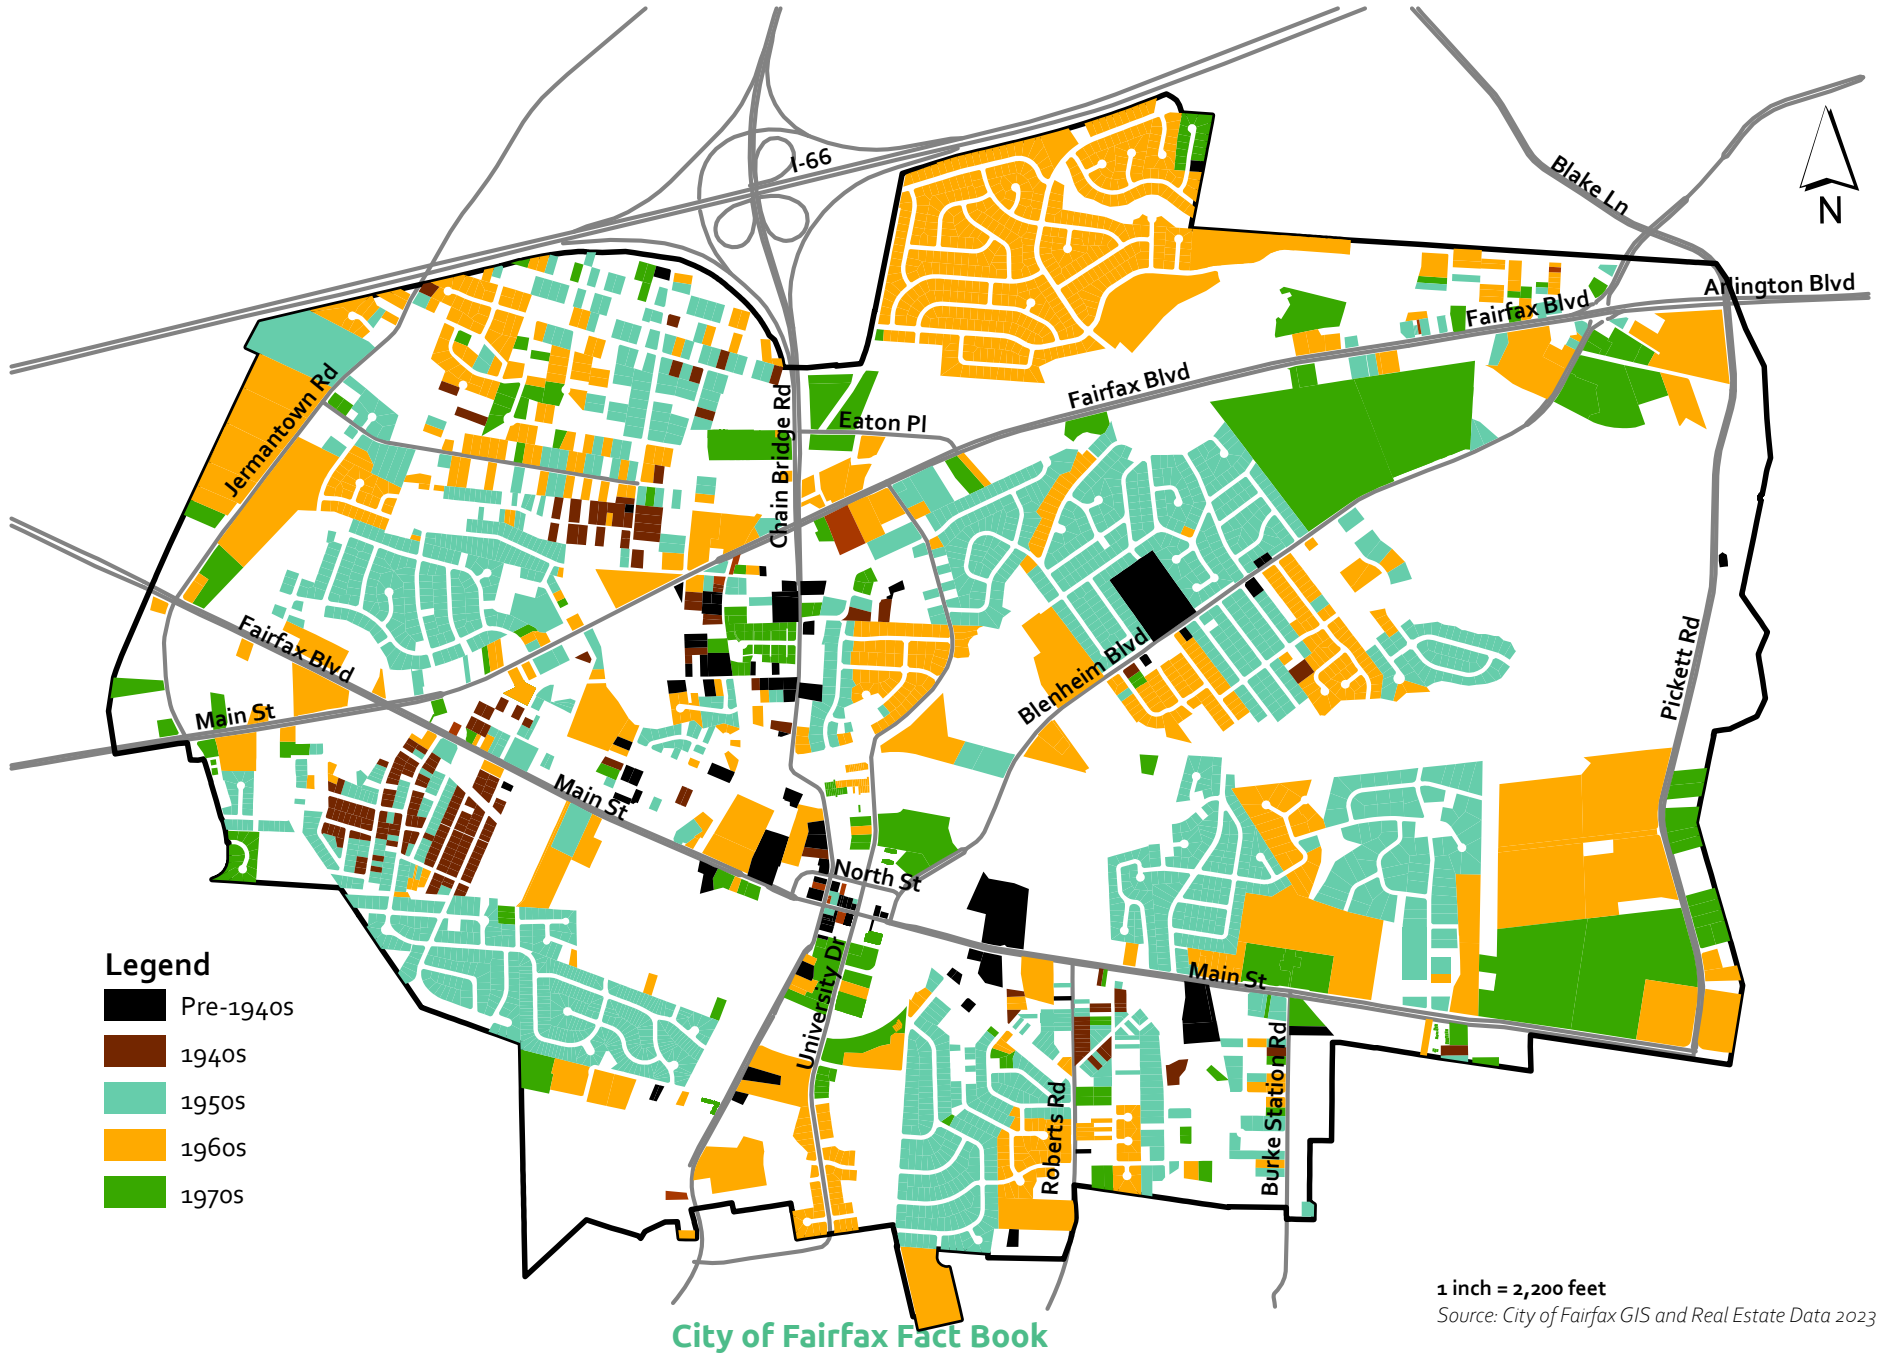 I-66
Blake Ln
N
Arlington Blvd
Fairfax Blvd
Fairfax Blvd
Jermantown Rd
Chain Bridge Rd
Eaton Pl
Fairfax Blvd
Blenheim Blvd
Pickett Rd
Main St
Main St
North St
Main St
University Dr
Roberts Rd
Burke Station Rd
Legend
Pre-1940s
1940s
1950s
1960s
1970s
1 inch = 2,200 feet
Source: City of Fairfax GIS and Real Estate Data 2023
City of Fairfax Fact Book